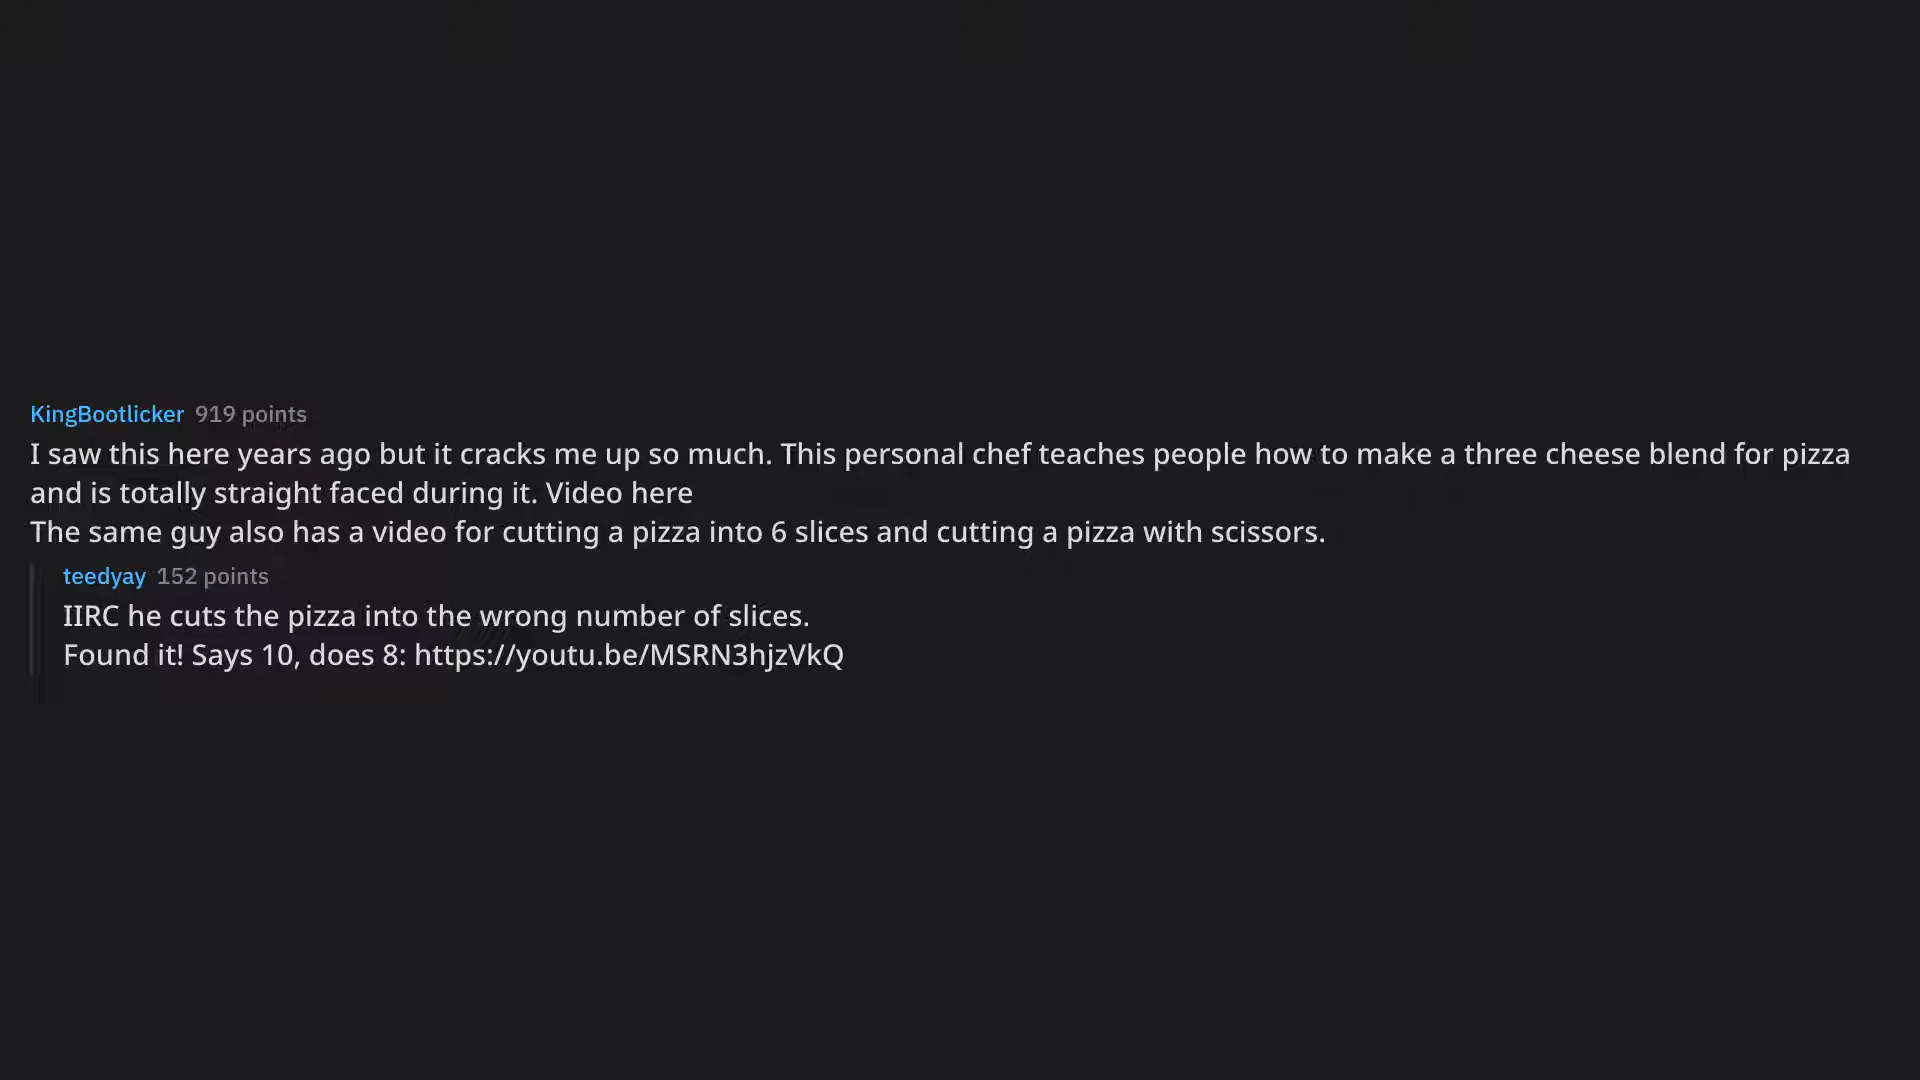 KingBootlicker 919 points
I saw this here years ago but it cracks me up so much. This personal chef teaches people how to make a three cheese blend for pizza
and is totally straight faced during it. Video here
The same guy also has a video for cutting a pizza into 6 slices and cutting a pizza with scissors.
teedyay 152 points
IIRC he cuts the pizza into the wrong number of slices.
Found it! Says 10, does 8: https://youtu.be/MSRN3hjzVkQ